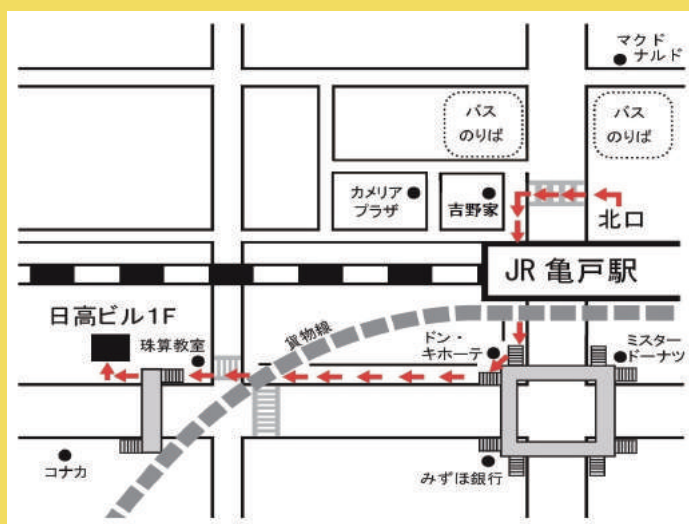 マクド
ナルド
バス
のりば
バス
のりば
カメリア
プラザ
吉野家
北口
JR 亀戸駅
日高ビル1F
珠算教室
貨物線
ドン・
キホーテ
ミスター
ドーナツ
コナカ
みずほ銀行